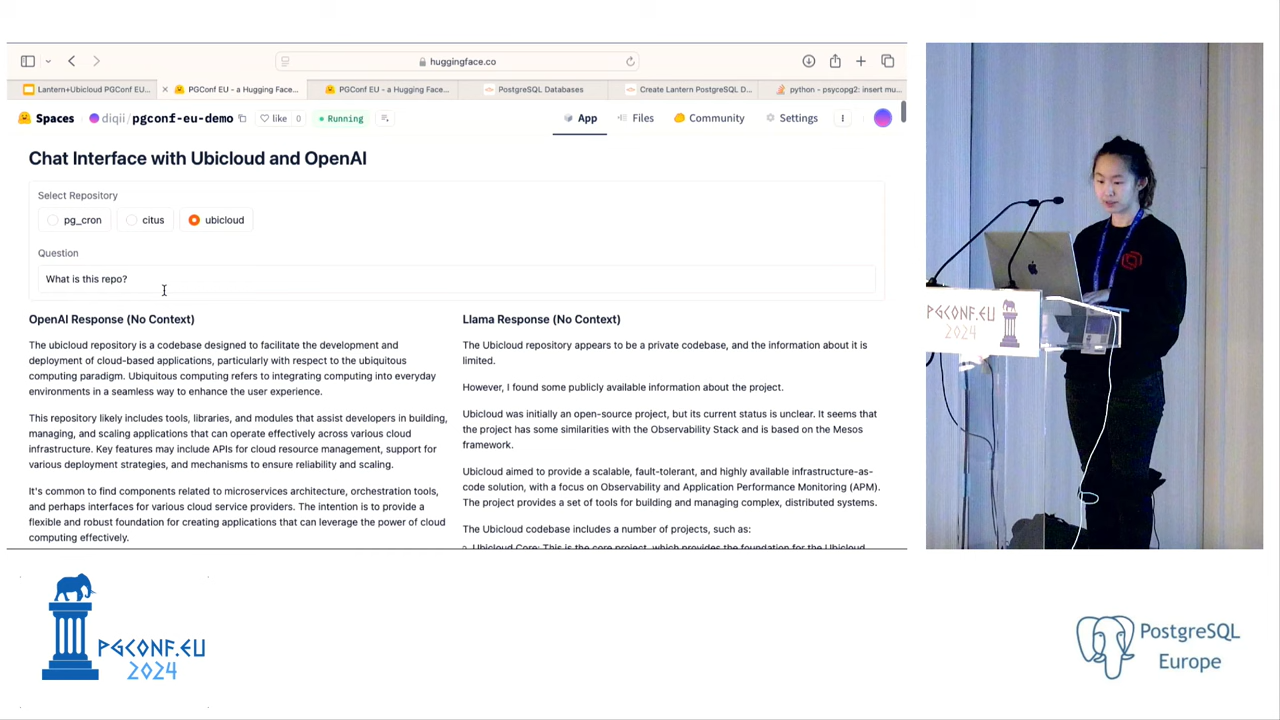 huggingface.co
Lantern+Ubicloud PGConf EU...
PGConf EU - a Hugging Face...
PGConf EU - a Hugging Face...
PostgreSQL Databases
Create Lantern PostgreSQL D...
python - psycopg2: insert mu...
Spaces
diqii/pgconf-eu-demo
like 0
Running
App
Files
Community
Settings
Chat Interface with Ubicloud and OpenAI
Select Repository
pg_cron
citus
ubicloud
Question
What is this repo?
OpenAI Response (No Context)
The ubicloud repository is a codebase designed to facilitate the development and
deployment of cloud-based applications, particularly with respect to the ubiquitous
computing paradigm. Ubiquitous computing refers to integrating computing into everyday
environments in a seamless way to enhance the user experience.
This repository likely includes tools, libraries, and modules that assist developers in building,
managing, and scaling applications that can operate effectively across various cloud
infrastructure. Key features may include APIs for cloud resource management, support for
various deployment strategies, and mechanisms to ensure reliability and scaling.
It's common to find components related to microservices architecture, orchestration tools,
and perhaps interfaces for various cloud service providers. The intention is to provide a
flexible and robust foundation for creating applications that can leverage the power of cloud
computing effectively.
Llama Response (No Context)
The Ubicloud repository appears to be a private codebase, and the information about it is
limited.
However, I found some publicly available information about the project.
Ubicloud was initially an open-source project, but its current status is unclear. It seems that
the project has some similarities with the Observability Stack and is based on the Mesos
framework.
Ubicloud aimed to provide a scalable, fault-tolerant, and highly available infrastructure-as-
code solution, with a focus on Observability and Application Performance Monitoring (APM).
The project provides a set of tools for building and managing complex, distributed systems.
The Ubicloud codebase includes a number of projects, such as:
Ubicloud Core: This is the core project, which provides the foundation for the Ubicloud
PGCONF.EU
2024
PGCONF.EU
2024
PostgreSQL
Europe